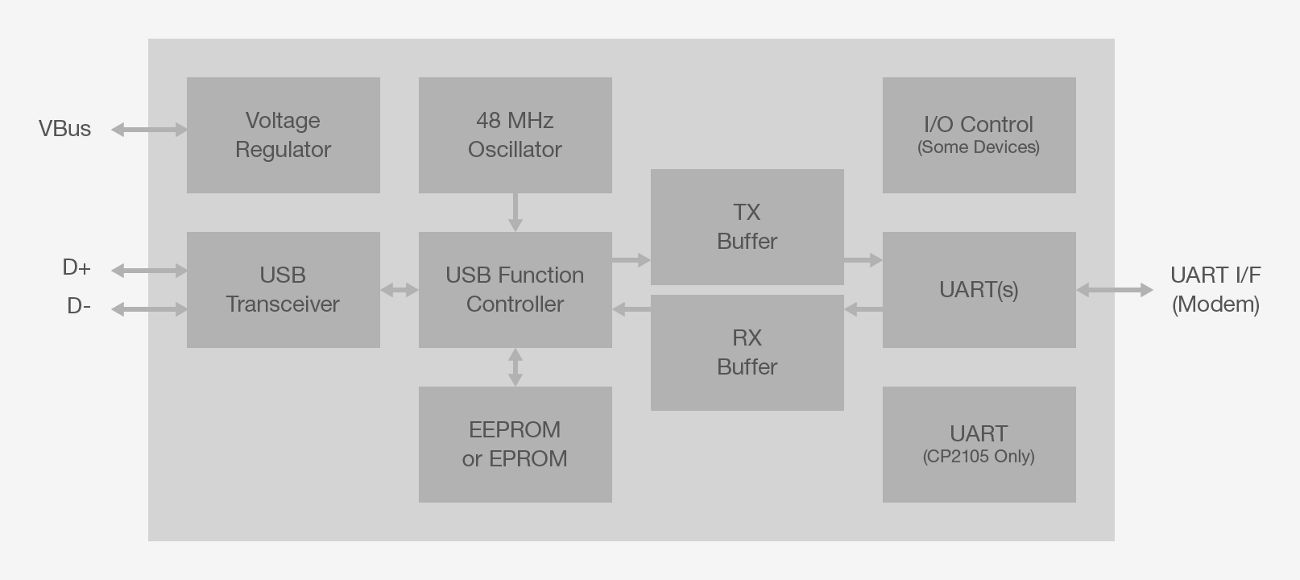 VBus
D+
D-
Voltage
Regulator
USB
Transceiver
48 MHz
Oscillator
USB Function
Controller
EEPROM
or EPROM
TX
Buffer
RX
Buffer
I/O Control
(Some Devices)
UART(s)
UART
(CP2105 Only)
UART I/F
(Modem)